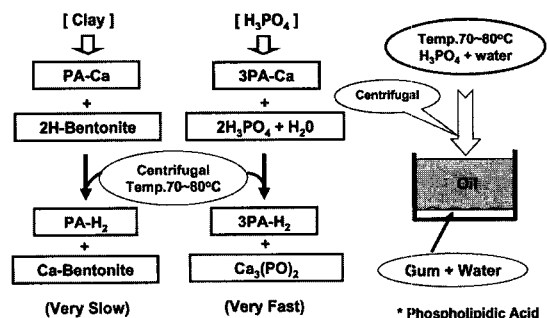 [ Clay ]
PA-Ca
+
2H-Bentonite
PA-H₂
+
Ca-Bentonite
(Very Slow)
[ H₃PO₄ ]
3PA-Ca
+
2H₃PO₄ + H₂0
Centrifugal
Temp.70~80°C
3PA-H₂
+
Ca₃(PO)₂
(Very Fast)
Temp.70~80°C
H₃PO₄ + water
Centrifugal
Oil
Gum + Water
* Phospholipidic Acid